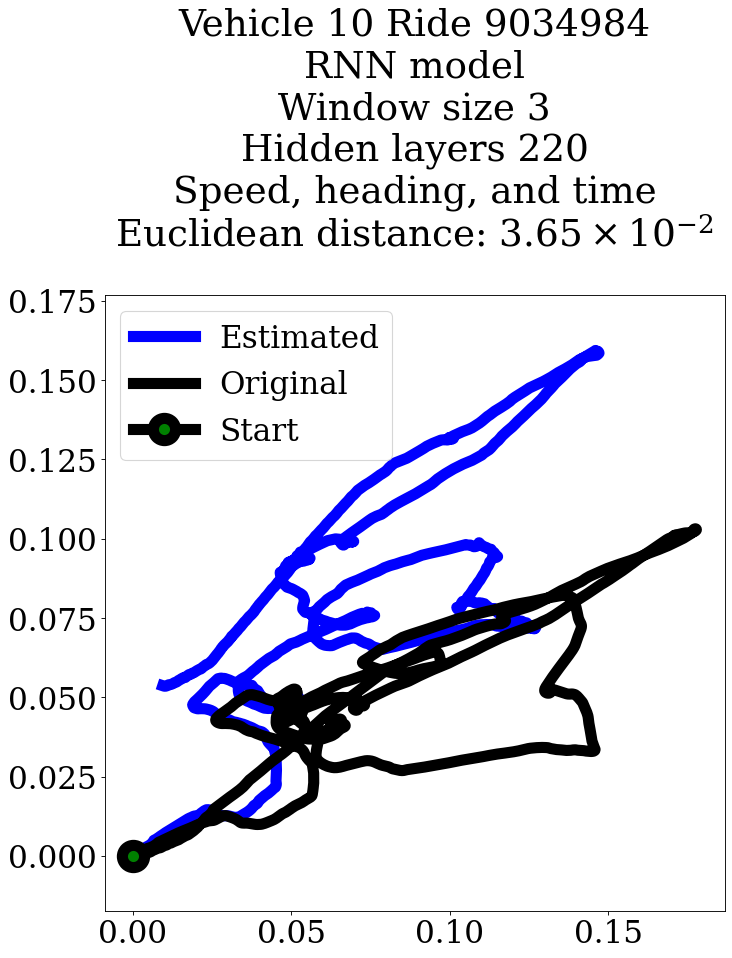 Vehicle 10 Ride 9034984
RNN model
Window size 3
Hidden layers 220
Speed, heading, and time
Euclidean distance: 3.65 × 10⁻²
0.175
0.150
0.125
0.100
0.075
0.050
0.025
0.000
Estimated
Original
Start
0.00 0.05 0.10 0.15